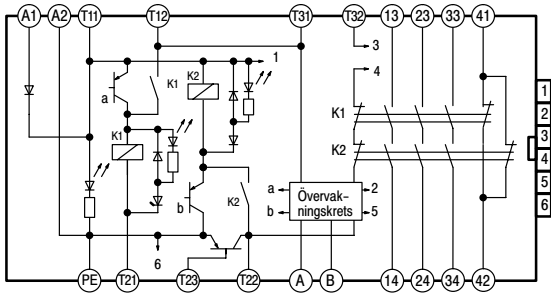 A1 A2 T11 T12 T31 T32 13 23 33 41
1
3
4
a
K1
K2
K1
K1
K2
b
K2
a
Övervak-
ningskrets
2
b
5
6
PE T21 T23 T22 A B 14 24 34 42
1
2
3
4
5
6